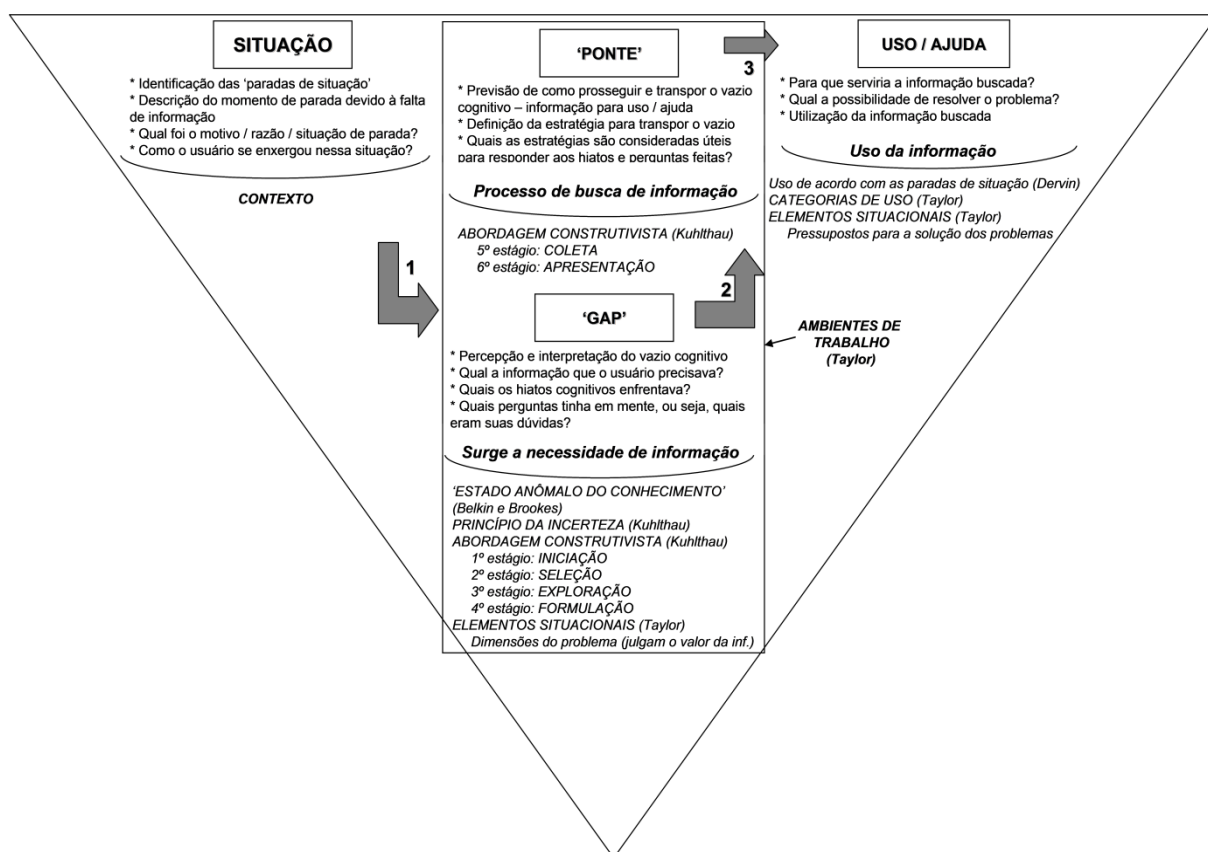 SITUAÇÃO
* Identificação das ‘paradas de situação’
* Descrição do momento de parada devido à falta
de informação
* Qual foi o motivo / razão / situação de parada?
* Como o usuário se enxergou nessa situação?
CONTEXTO
1
‘PONTE’
* Previsão de como prosseguir e transpor o vazio
cognitivo – informação para uso / ajuda
* Definição da estratégia para transpor o vazio
* Quais as estratégias são consideradas úteis
para responder aos hiatos e perguntas feitas?
Processo de busca de informação
ABORDAGEM CONSTRUTIVISTA (Kuhlthau)
5º estágio: COLETA
6º estágio: APRESENTAÇÃO
‘GAP’
* Percepção e interpretação do vazio cognitivo
* Qual a informação que o usuário precisava?
* Quais os hiatos cognitivos enfrentava?
* Quais perguntas tinha em mente, ou seja, quais
eram suas dúvidas?
Surge a necessidade de informação
‘ESTADO ANÔMALO DO CONHECIMENTO’
(Belkin e Brookes)
PRINCÍPIO DA INCERTEZA (Kuhlthau)
ABORDAGEM CONSTRUTIVISTA (Kuhlthau)
1º estágio: INICIAÇÃO
2º estágio: SELEÇÃO
3º estágio: EXPLORAÇÃO
4º estágio: FORMULAÇÃO
ELEMENTOS SITUACIONAIS (Taylor)
Dimensões do problema (julgam o valor da inf.)
2
3
USO / AJUDA
* Para que serviria a informação buscada?
* Qual a possibilidade de resolver o problema?
* Utilização da informação buscada
Uso da informação
Uso de acordo com as paradas de situação (Dervin)
CATEGORIAS DE USO (Taylor)
ELEMENTOS SITUACIONAIS (Taylor)
Pressupostos para a solução dos problemas
AMBIENTES DE
TRABALHO
(Taylor)